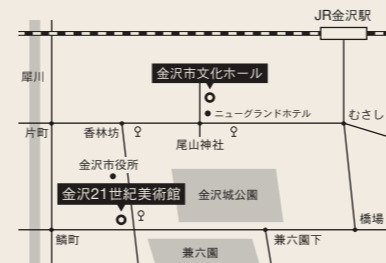 JR金沢駅
犀川
金沢市文化ホール
ニューグランドホテル
むさし
片町
香林坊
尾山神社
金沢市役所
金沢21世紀美術館
金沢城公園
橋場
鱗町
兼六園下
兼六園